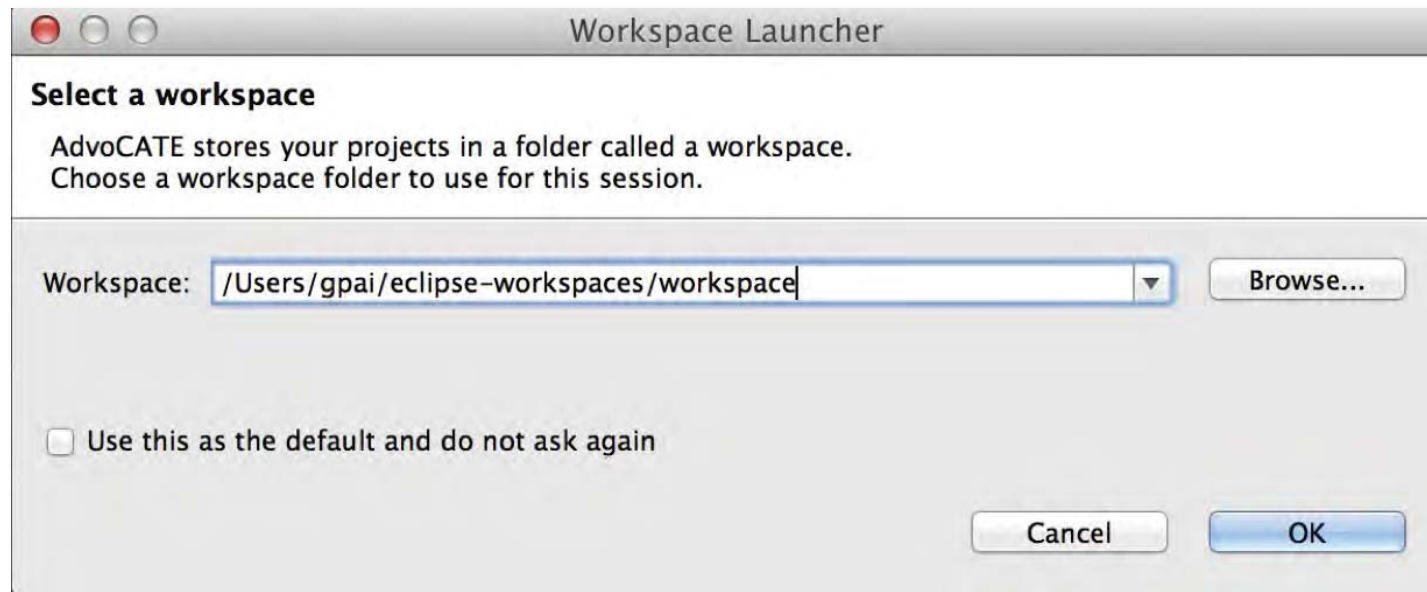 Workspace Launcher
Select a workspace
AdvoCATE stores your projects in a folder called a workspace.
Choose a workspace folder to use for this session.
Workspace: /Users/gpai/eclipse-workspaces/workspace Browse...
Use this as the default and do not ask again
Cancel OK